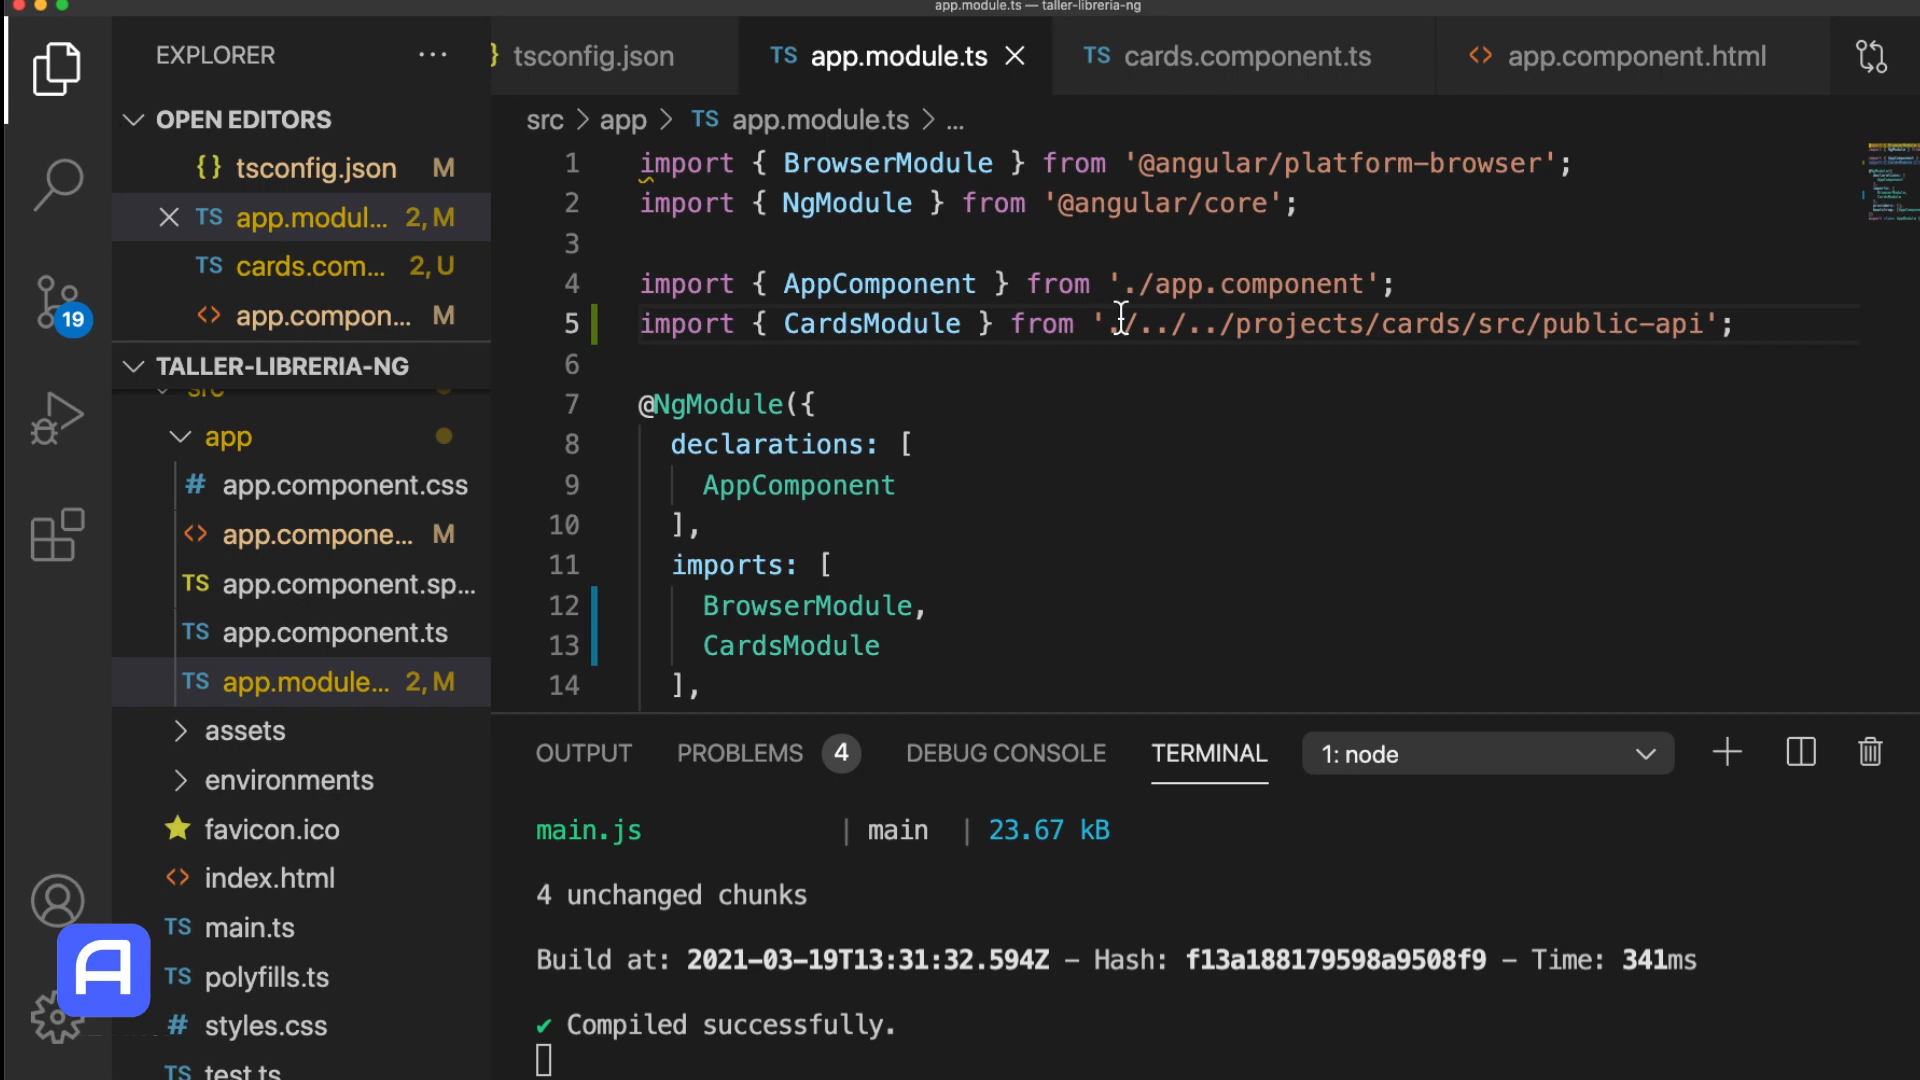 app.module.ts — taller-libreria-ng
EXPLORER ...
tsconfig.json
TS app.module.ts
TS cards.component.ts
<> app.component.html
OPEN EDITORS
{} tsconfig.json M
TS app.modul... 2, M
TS cards.com... 2, U
<> app.compon... M
TALLER-LIBRERIA-NG
src
app
# app.component.css
<> app.compone... M
TS app.component.sp...
TS app.component.ts
TS app.module... 2, M
assets
environments
favicon.ico
<> index.html
TS main.ts
TS polyfills.ts
# styles.css
TS test.ts
19
A
src > app > TS app.module.ts > ...
1 import { BrowserModule } from '@angular/platform-browser';
2 import { NgModule } from '@angular/core';
3
4 import { AppComponent } from './app.component';
5 import { CardsModule } from './../../projects/cards/src/public-api';
6
7 @NgModule({
8 declarations: [
9 AppComponent
10 ],
11 imports: [
12 BrowserModule,
13 CardsModule
14 ],
OUTPUT PROBLEMS 4 DEBUG CONSOLE TERMINAL 1: node
main.js | main | 23.67 kB
4 unchanged chunks
Build at: 2021-03-19T13:31:32.594Z - Hash: f13a188179598a9508f9 - Time: 341ms
✔ Compiled successfully.